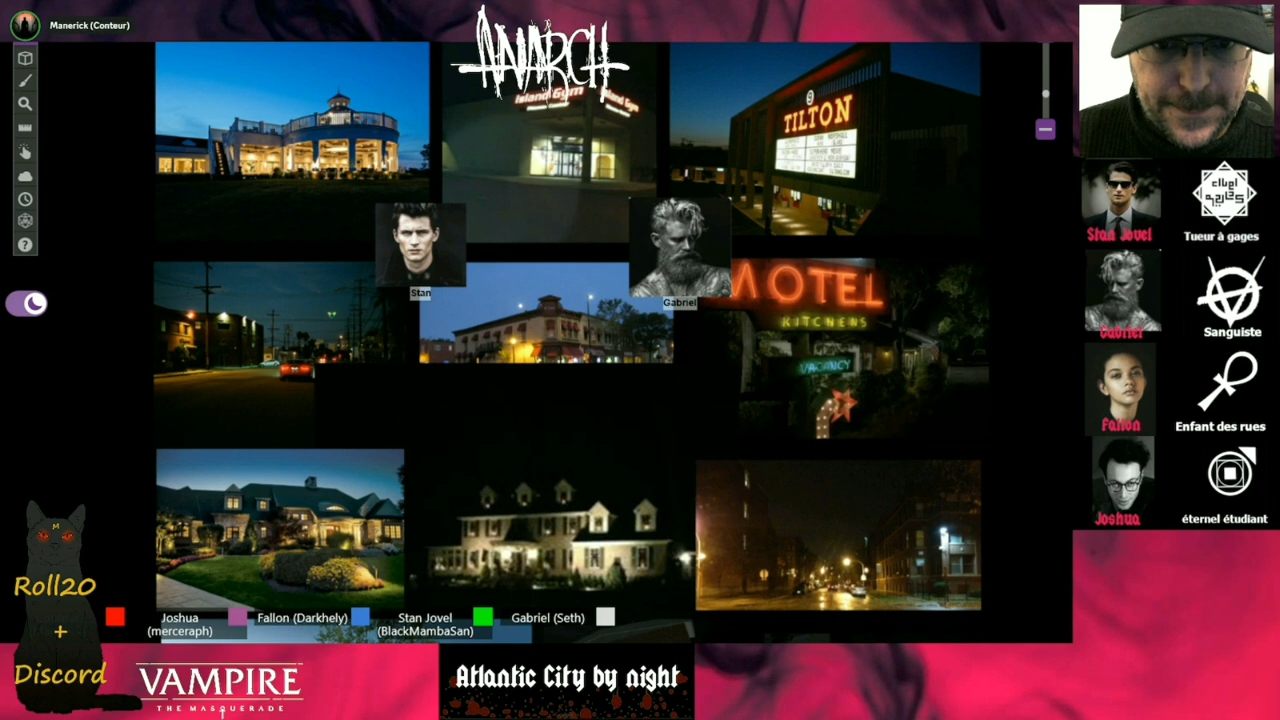 Manerick (Conteur)
ANARCH
Island Gym
Island Gym
TILTON
Stan
Gabriel
MOTEL
KITCHENS
VACANCY
Stan Jovel
Tueur à gages
Gabriel
Sanguiste
Fallon
Enfant des rues
Joshua
éternel étudiant
M
Roll20
+
Discord
Joshua
(merceraph)
Fallon (Darkhely)
Stan Jovel
(BlackMambaSan)
Gabriel (Seth)
VAMPIRE
THE MASQUERADE
Atlantic City by night